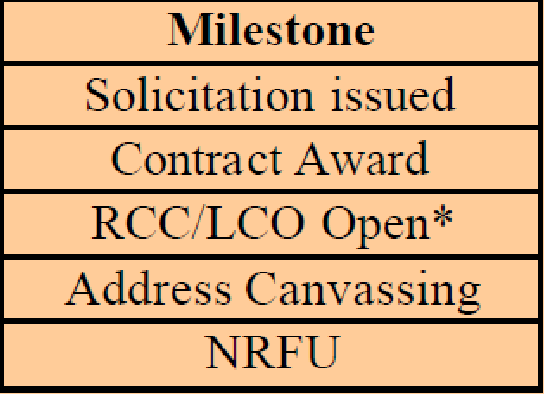 Milestone
Solicitation issued
Contract Award
RCC/LCO Open*
Address Canvassing
NRFU